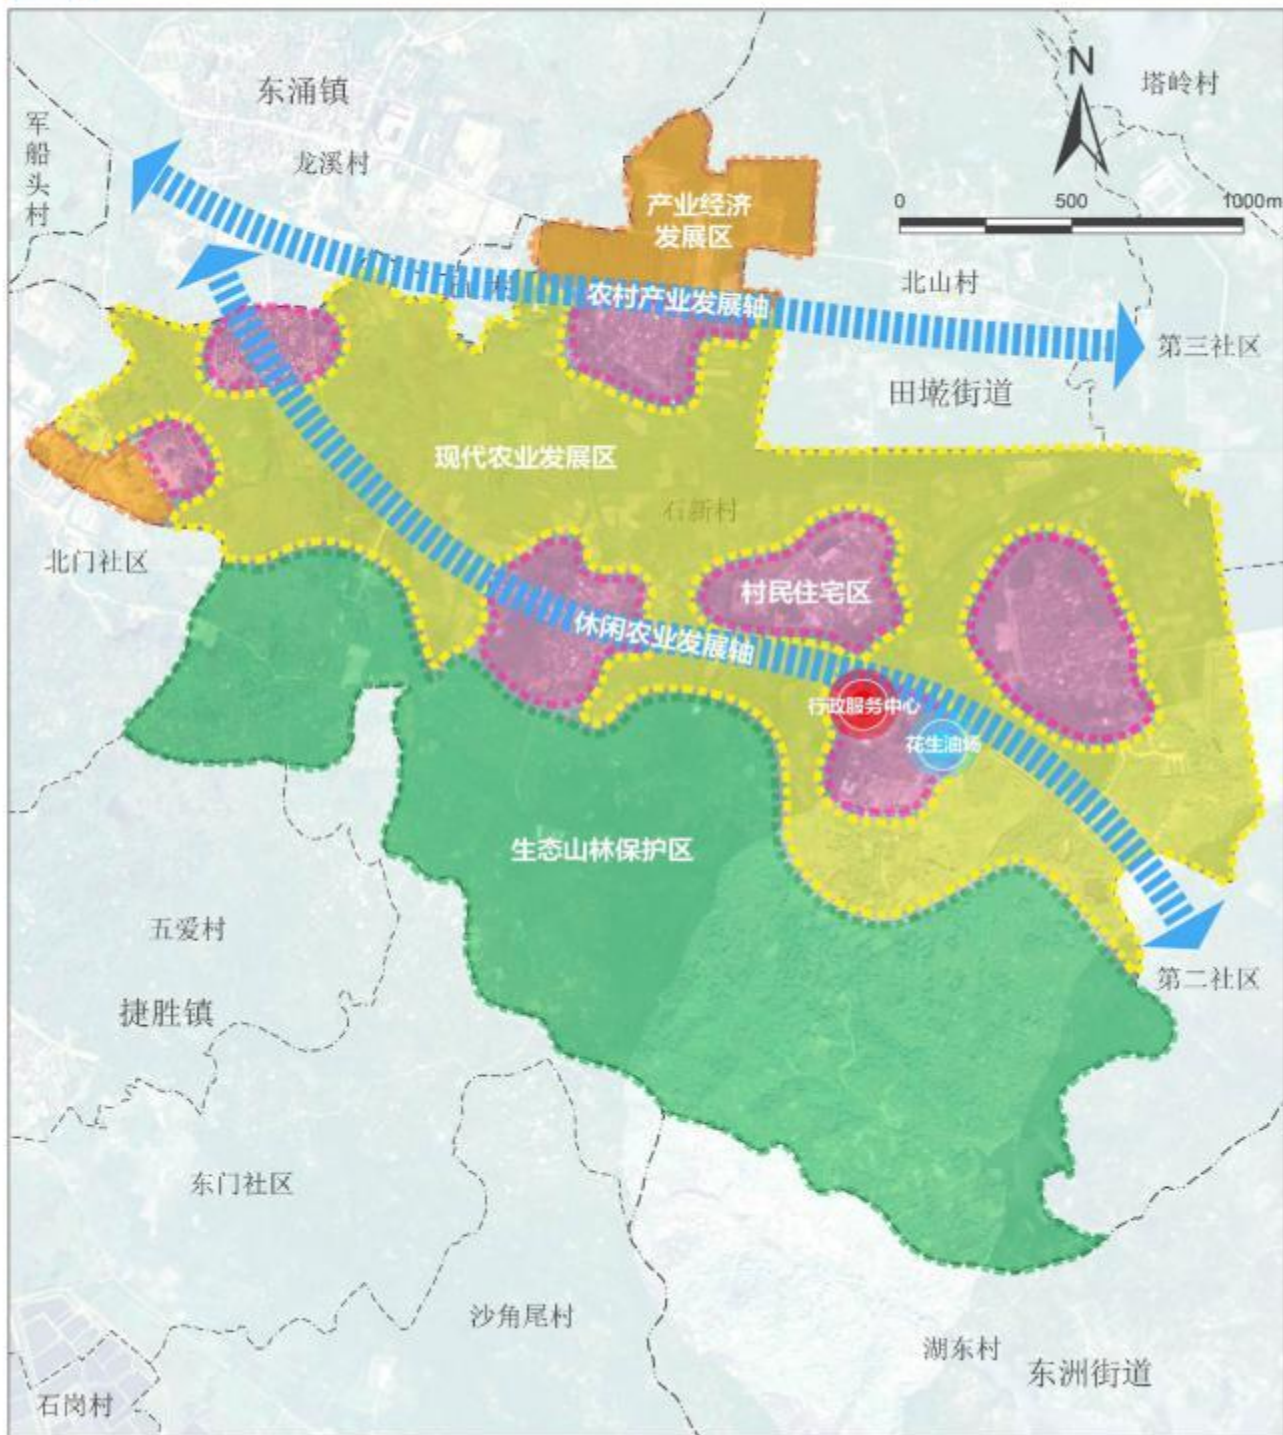 东涌镇
军船头村
龙溪村
N
塔岭村
0
500
1000m
产业经济
发展区
北山村
农村产业发展轴
第三社区
田墘街道
现代农业发展区
石新村
北门社区
村民住宅区
休闲农业发展轴
行政服务中心
花生油场
生态山林保护区
五爱村
捷胜镇
第二社区
东门社区
沙角尾村
湖东村
东洲街道
石岗村